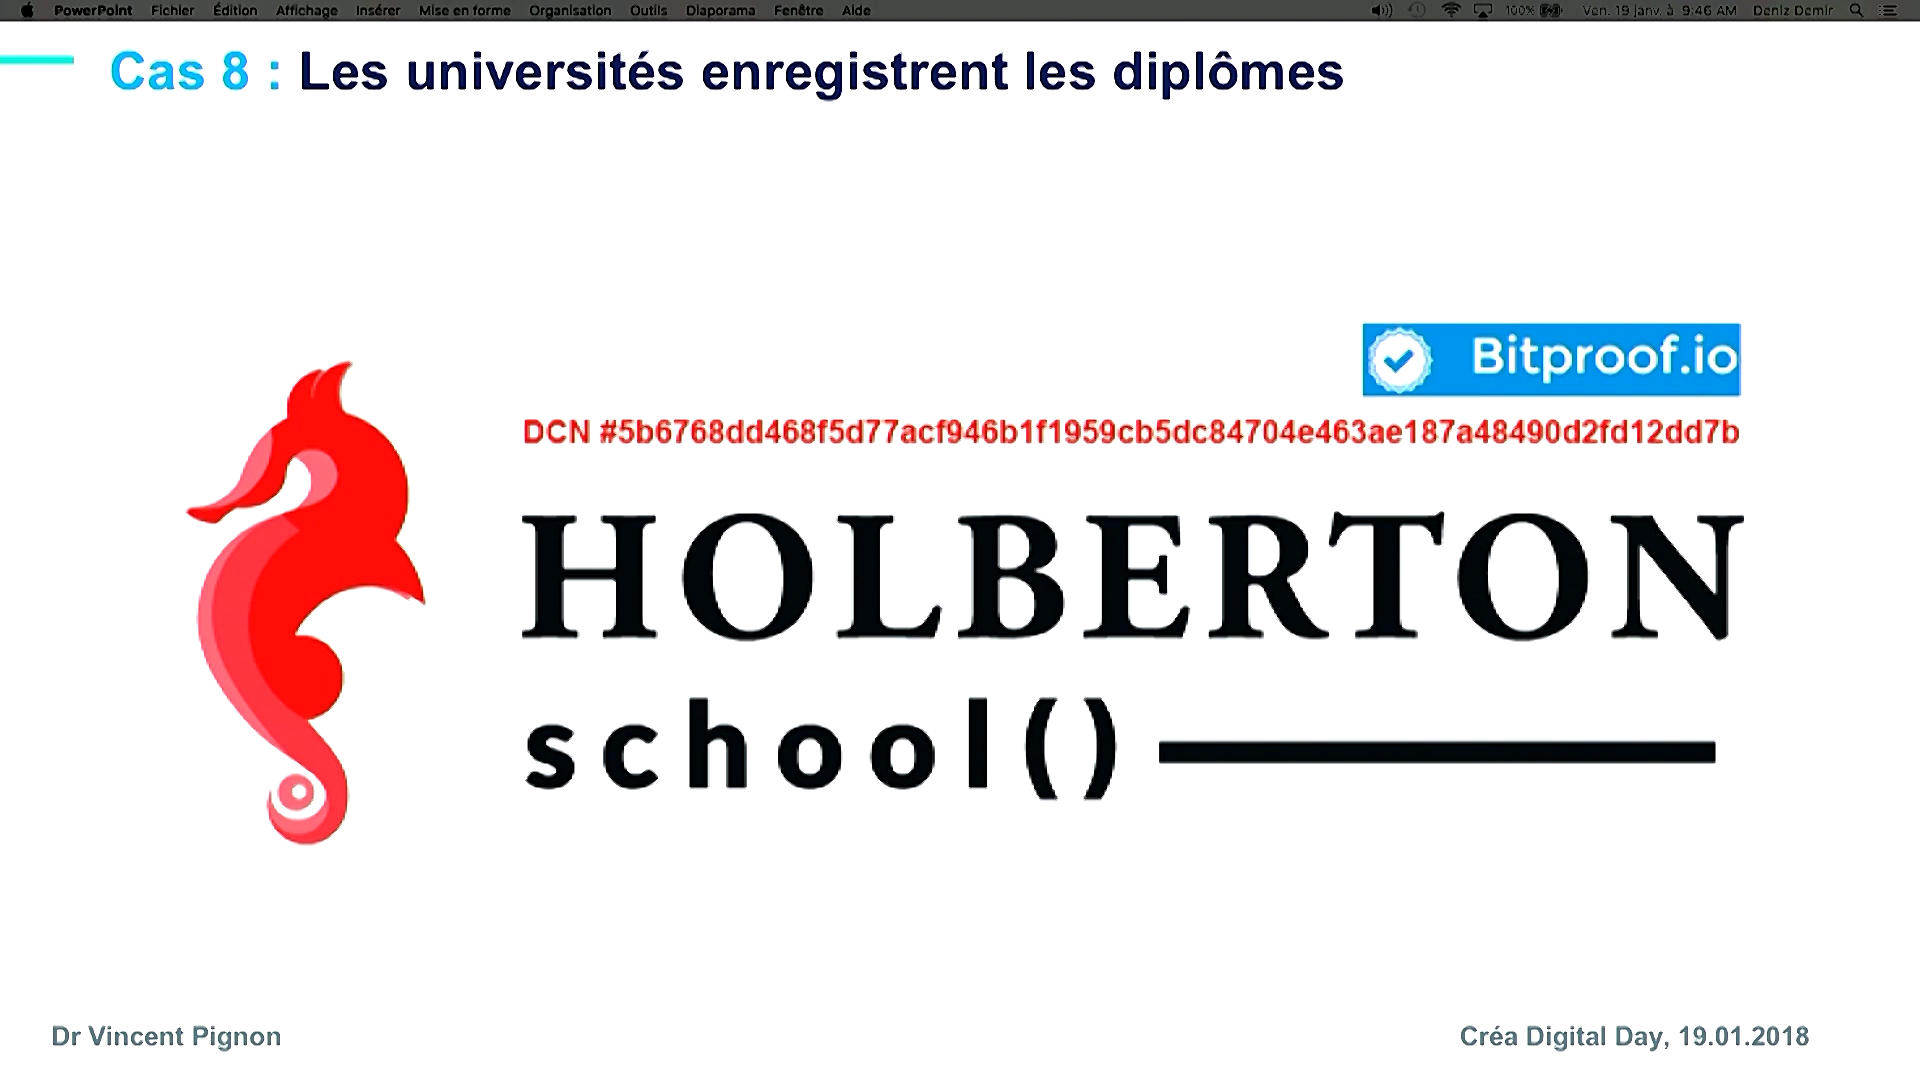 PowerPoint Fichier Édition Affichage Insérer Mise en forme Organisation Outils Diaporama Fenêtre Aide 100% Ven. 19 janv. à 9:46 AM Deniz Demir
Cas 8 : Les universités enregistrent les diplômes
Bitproof.io
DCN #5b6768dd468f5d77acf946b1f1959cb5dc84704e463ae187a48490d2fd12dd7b
HOLBERTON
school()
Dr Vincent Pignon
Créa Digital Day, 19.01.2018